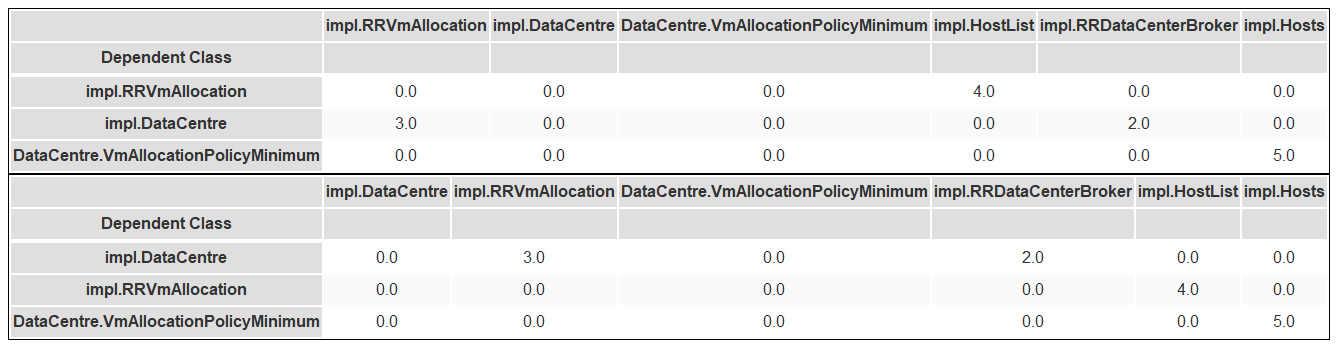 impl.RRVmAllocation impl.DataCentre DataCentre.VmAllocationPolicyMinimum impl.HostList impl.RRDataCenterBroker impl.Hosts
Dependent Class
impl.RRVmAllocation 0.0 0.0 0.0 4.0 0.0 0.0
impl.DataCentre 3.0 0.0 0.0 0.0 2.0 0.0
DataCentre.VmAllocationPolicyMinimum 0.0 0.0 0.0 0.0 0.0 5.0
impl.DataCentre impl.RRVmAllocation DataCentre.VmAllocationPolicyMinimum impl.RRDataCenterBroker impl.HostList impl.Hosts
Dependent Class
impl.DataCentre 0.0 3.0 0.0 2.0 0.0 0.0
impl.RRVmAllocation 0.0 0.0 0.0 0.0 4.0 0.0
DataCentre.VmAllocationPolicyMinimum 0.0 0.0 0.0 0.0 0.0 5.0